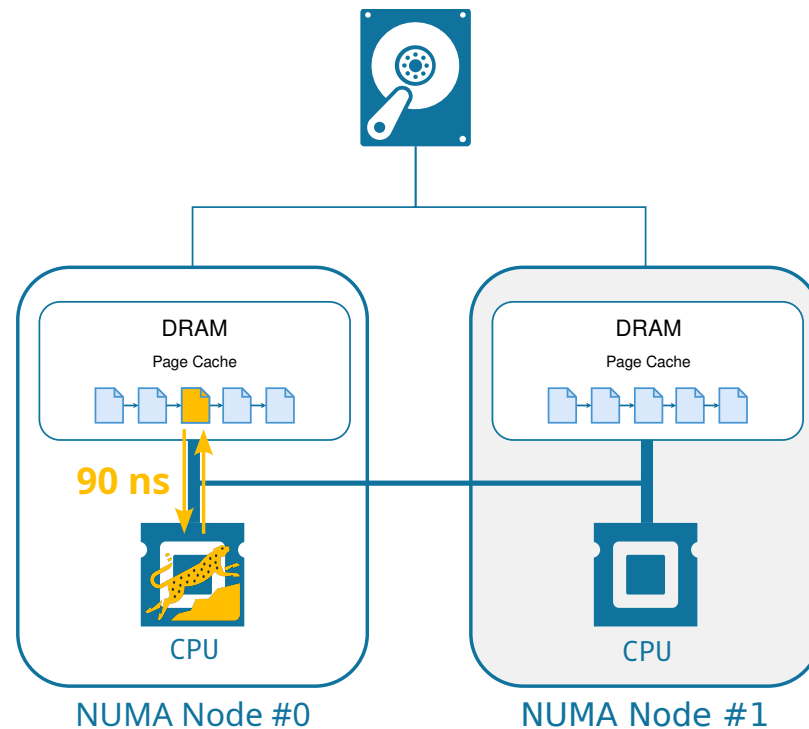 DRAM
Page Cache
90 ns
CPU
NUMA Node #0
DRAM
Page Cache
CPU
NUMA Node #1